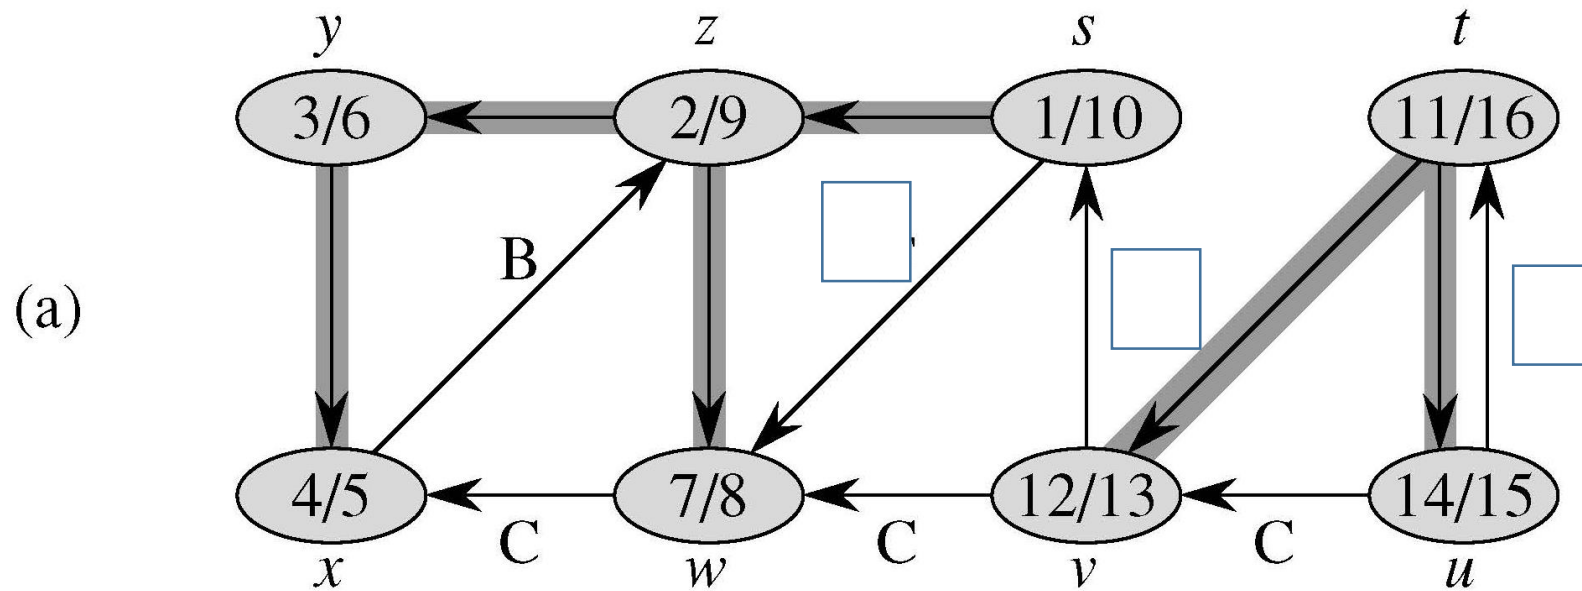 y z s t
3/6 2/9 1/10 11/16
B
(a)
4/5 7/8 12/13 14/15
C C C
x w v u